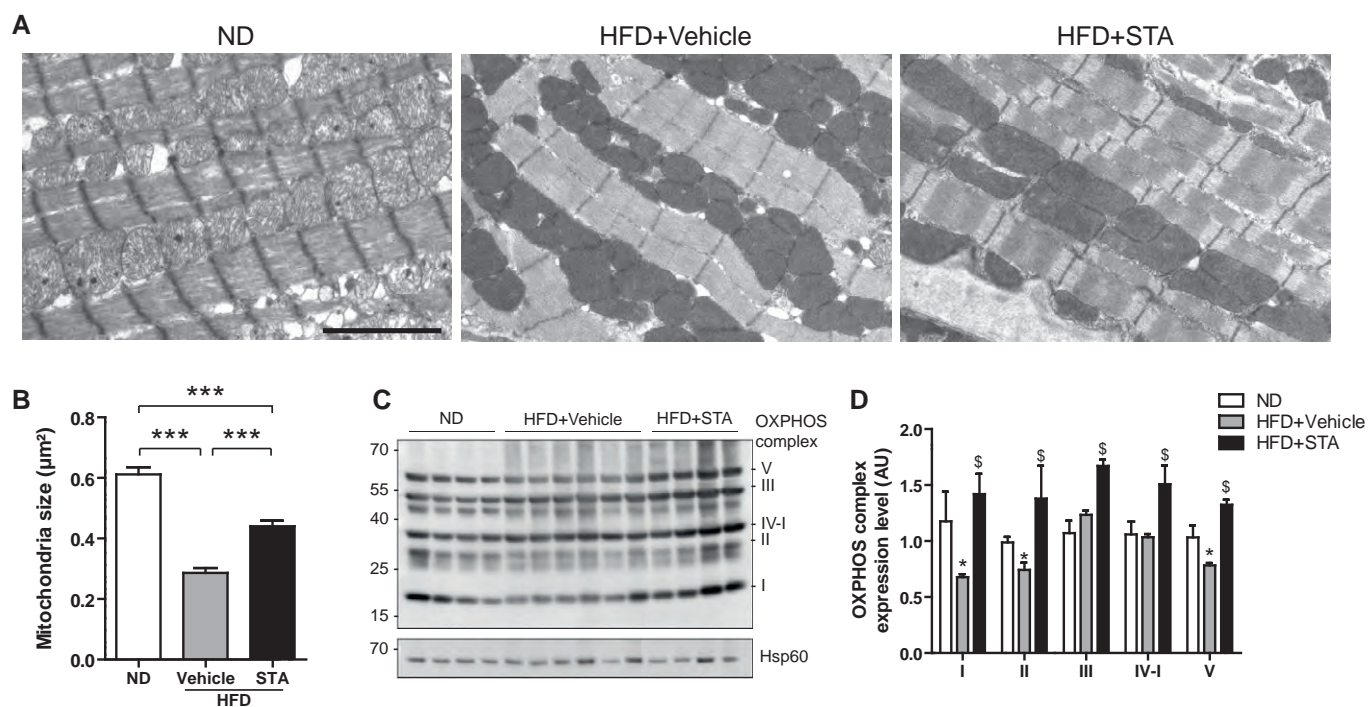 A
ND
HFD+Vehicle
HFD+STA
B
Mitochondria size (µm²)
0.8
0.6
0.4
0.2
0.0
***
***
***
ND
Vehicle
STA
HFD
C
ND
HFD+Vehicle
HFD+STA
OXPHOS
complex
70
55
40
25
15
V
III
IV-I
II
I
70
Hsp60
D
ND
HFD+Vehicle
HFD+STA
OXPHOS complex
expression level (AU)
2.0
1.5
1.0
0.5
0.0
*
$
*
$
$
$
*
$
I
II
III
IV-I
V